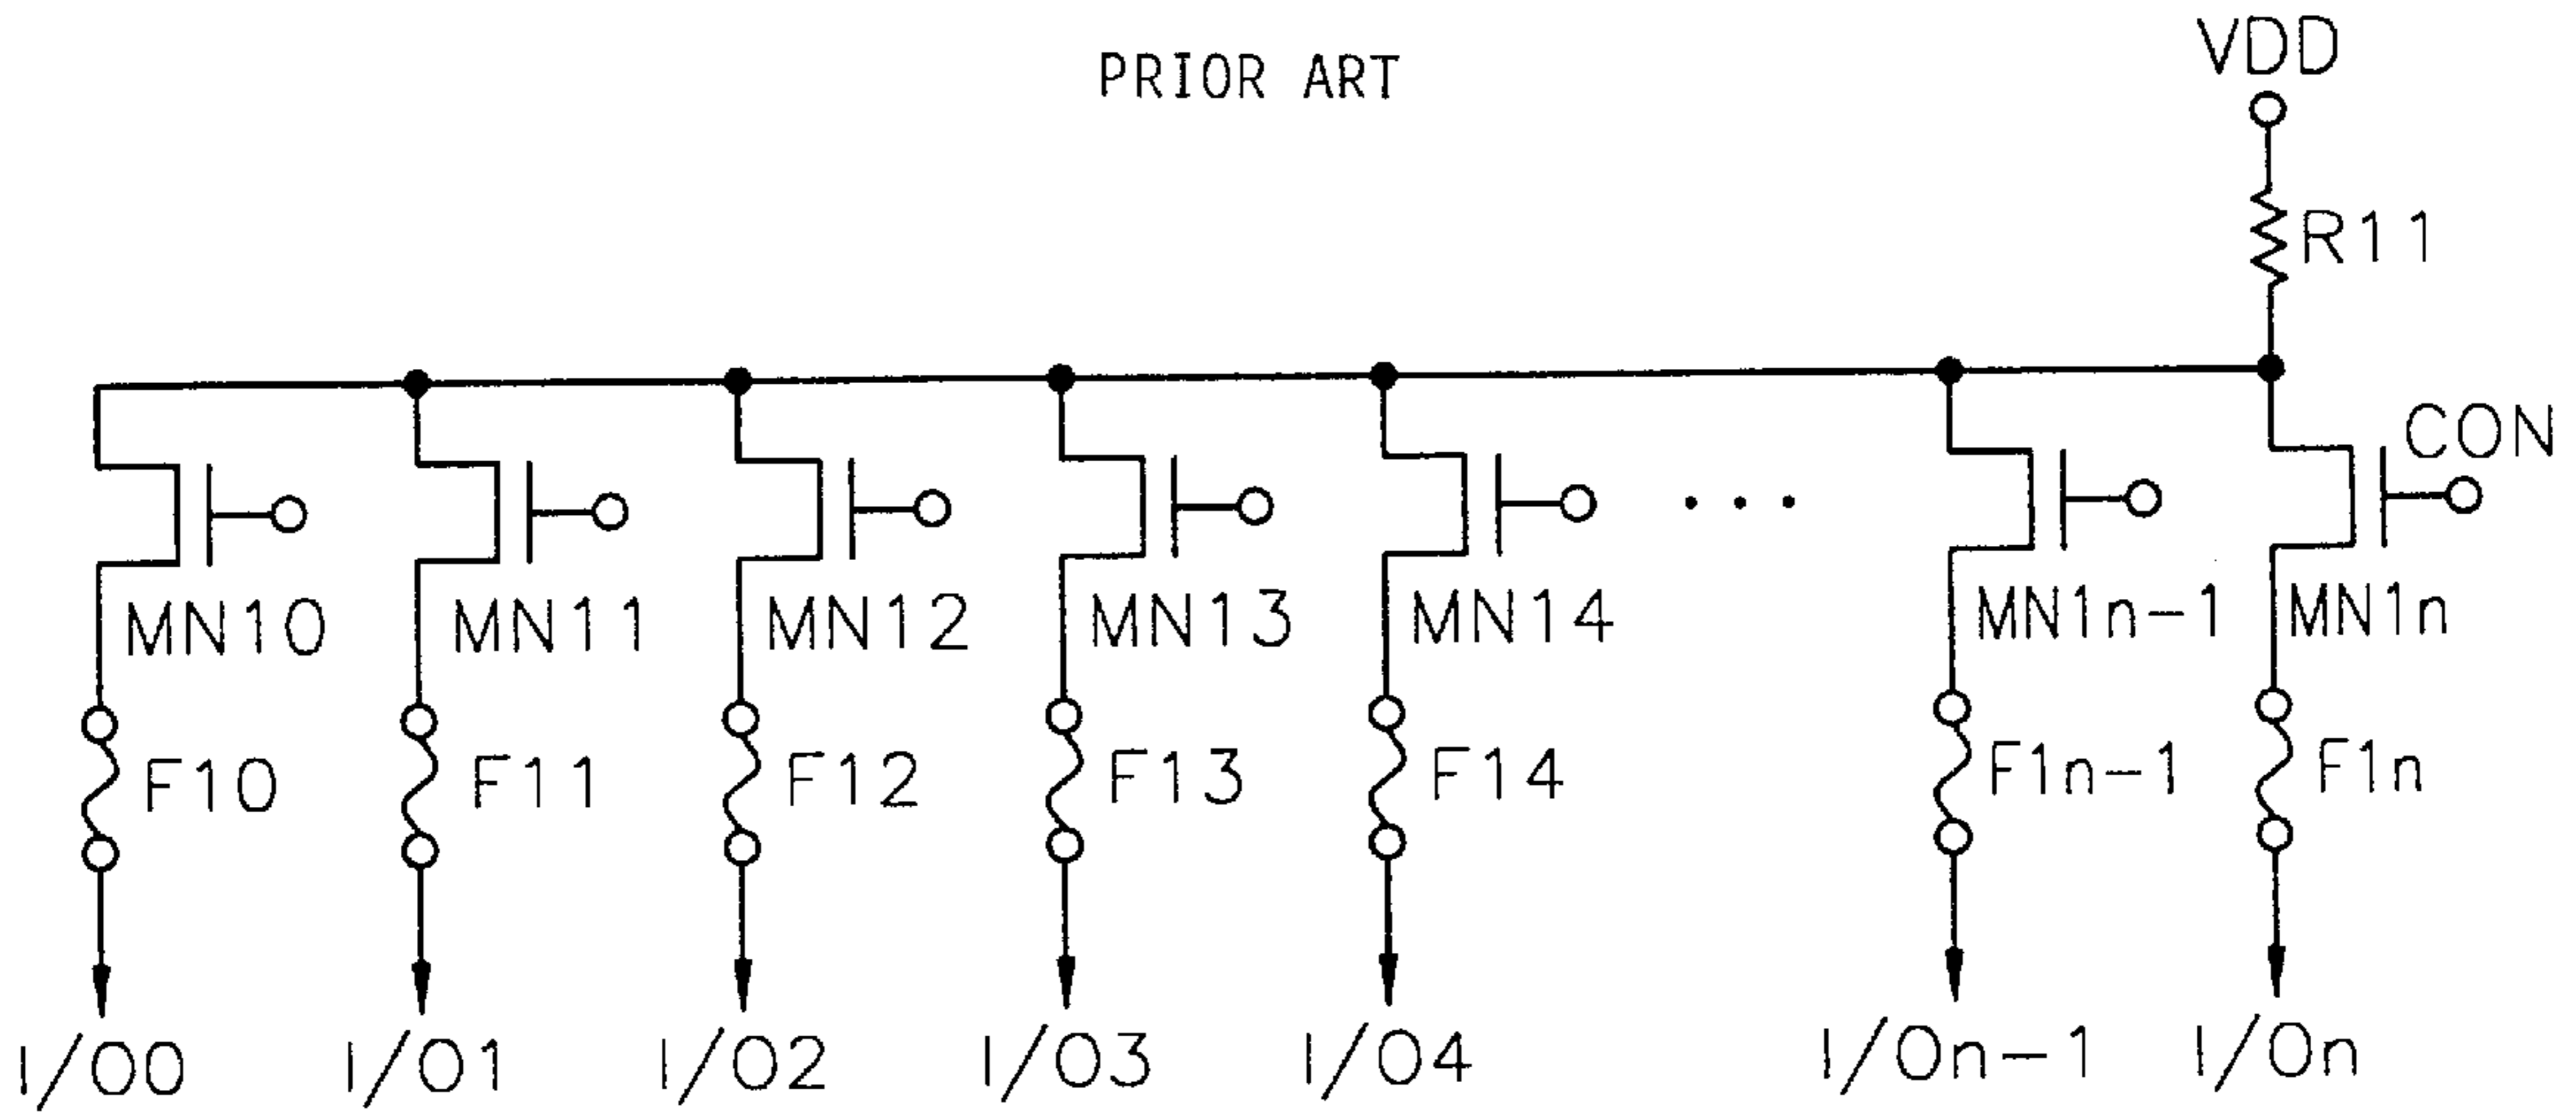 PRIOR ART
VDD
R11
CON
MN10 MN11 MN12 MN13 MN14 MN1n-1 MN1n
F10 F11 F12 F13 F14 F1n-1 F1n
I/O0 I/O1 I/O2 I/O3 I/O4 I/On-1 I/On